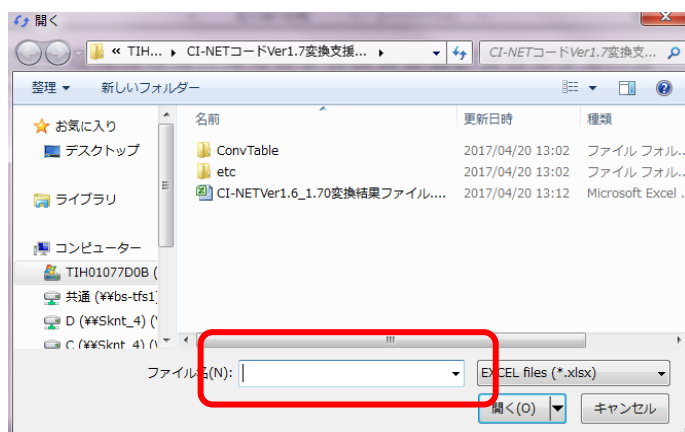 開く
« TIH... ▸ CI-NETコードVer1.7変換支援... ▸
CI-NETコードVer1.7変換支...
整理 ▼ 新しいフォルダー
お気に入り
デスクトップ
ライブラリ
コンピューター
TIH01077D0B (
共通 (¥¥bs-tfs1)
D (¥¥Sknt_4) (
C (¥¥Sknt_4) (
名前 更新日時 種類
ConvTable 2017/04/20 13:02 ファイル フォル...
etc 2017/04/20 13:02 ファイル フォル...
CI-NETVer1.6_1.70変換結果ファイル.... 2017/04/20 13:12 Microsoft Excel .
ファイル名(N):
EXCEL files (*.xlsx)
開く(O) キャンセル